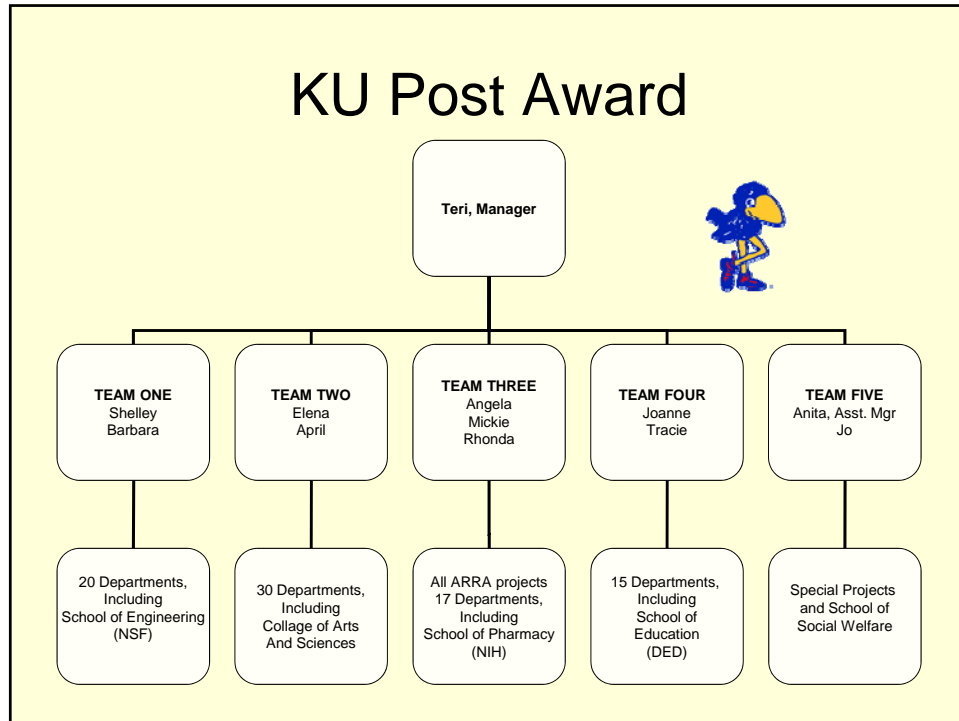 KU Post Award
Teri, Manager
TEAM ONE
Shelley
Barbara
TEAM TWO
Elena
April
TEAM THREE
Angela
Mickie
Rhonda
TEAM FOUR
Joanne
Tracie
TEAM FIVE
Anita, Asst. Mgr
Jo
20 Departments,
Including
School of Engineering
(NSF)
30 Departments,
Including
Collage of Arts
And Sciences
All ARRA projects
17 Departments,
Including
School of Pharmacy
(NIH)
15 Departments,
Including
School of
Education
(DED)
Special Projects
and School of
Social Welfare